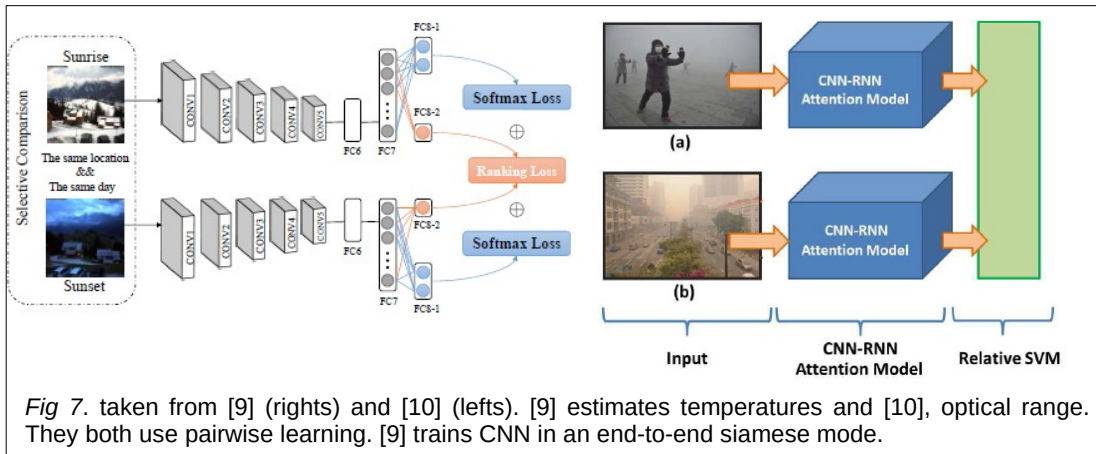 Selective Comparison
Sunrise
The same location
&&
The same day
Sunset
CONV1
CONV2
CONV3
CONV4
CONV5
FC6
FC7
FC8-1
FC8-2
Softmax Loss
Ranking Loss
CONV1
CONV2
CONV3
CONV4
CONV5
FC6
FC7
FC8-2
FC8-1
Softmax Loss
(a)
CNN-RNN
Attention Model
(b)
CNN-RNN
Attention Model
Input
CNN-RNN
Attention Model
Relative SVM
Fig 7. taken from [9] (rights) and [10] (lefts). [9] estimates temperatures and [10], optical range.
They both use pairwise learning. [9] trains CNN in an end-to-end siamese mode.